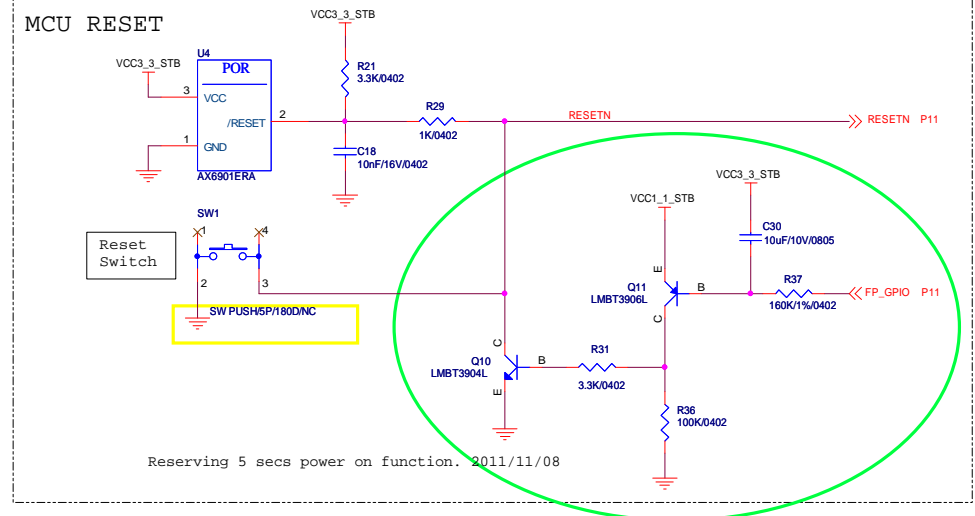 MCU RESET
VCC3_3_STB
U4
POR
VCC3_3_STB
R21
3.3K/0402
3
VCC
/RESET
2
R29
1K/0402
RESETN
RESETN P11
1
GND
C18
10nF/16V/0402
AX6901ERA
VCC3_3_STB
VCC1_1_STB
SW1
1
4
C30
10uF/10V/0805
Reset
Switch
2
3
E
Q11
LMBT3906L
B
R37
160K/1%/0402
FP_GPIO P11
SW PUSH/5P/180D/NC
C
C
Q10
LMBT3904L
B
R31
3.3K/0402
E
R36
100K/0402
Reserving 5 secs power on function. 2011/11/08